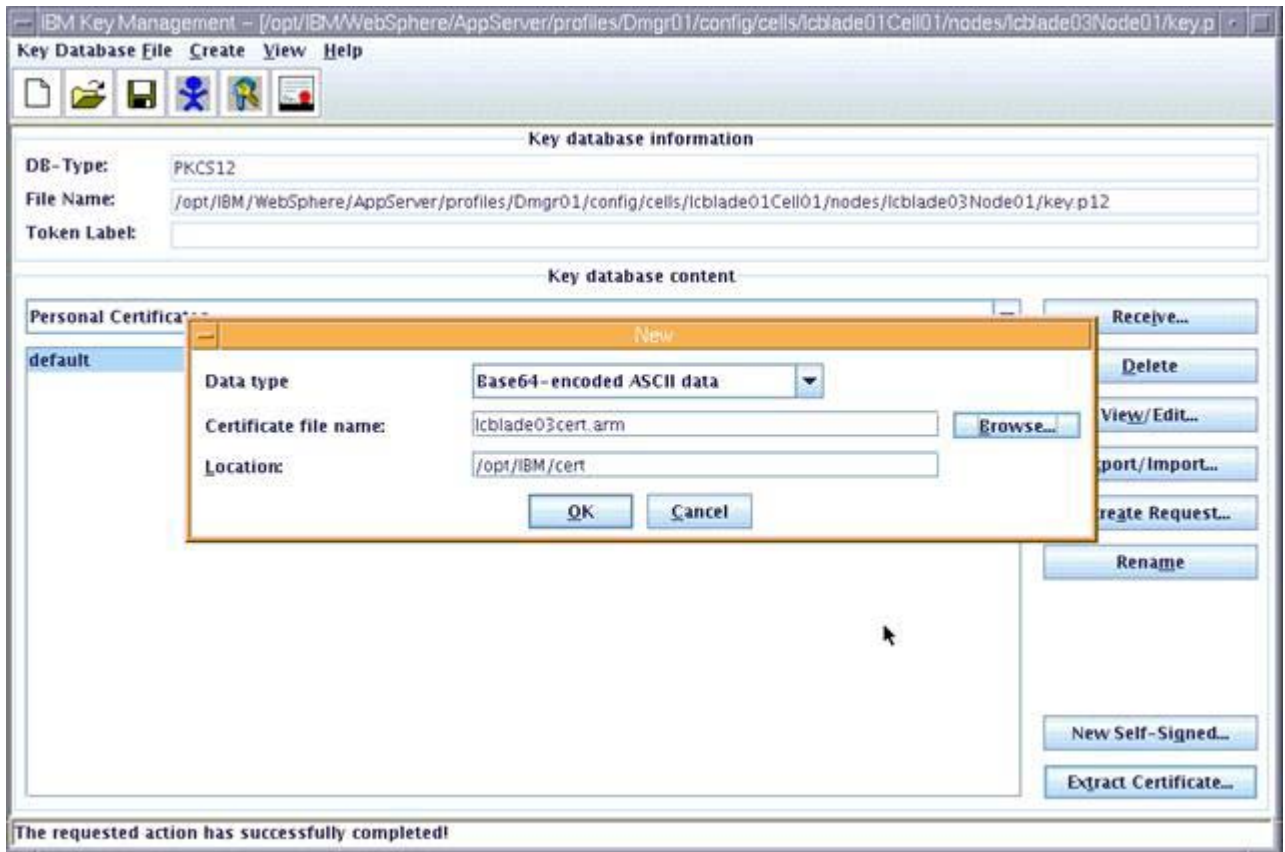 IBM Key Management - [/opt/IBM/WebSphere/AppServer/profiles/Dmgr01/config/cells/lcblade01Cell01/nodes/lcblade03Node01/key.p
Key Database File Create View Help
Key database information
DB-Type: PKCS12
File Name: /opt/IBM/WebSphere/AppServer/profiles/Dmgr01/config/cells/lcblade01Cell01/nodes/lcblade03Node01/key.p12
Token Label:
Key database content
Personal Certificates
Receive...
default
New
Data type Base64-encoded ASCII data
Certificate file name: lcblade03cert.arm Browse...
Location: /opt/IBM/cert
OK Cancel
Delete
View/Edit...
port/Import...
reate Request...
Rename
New Self-Signed...
Extract Certificate...
The requested action has successfully completed!